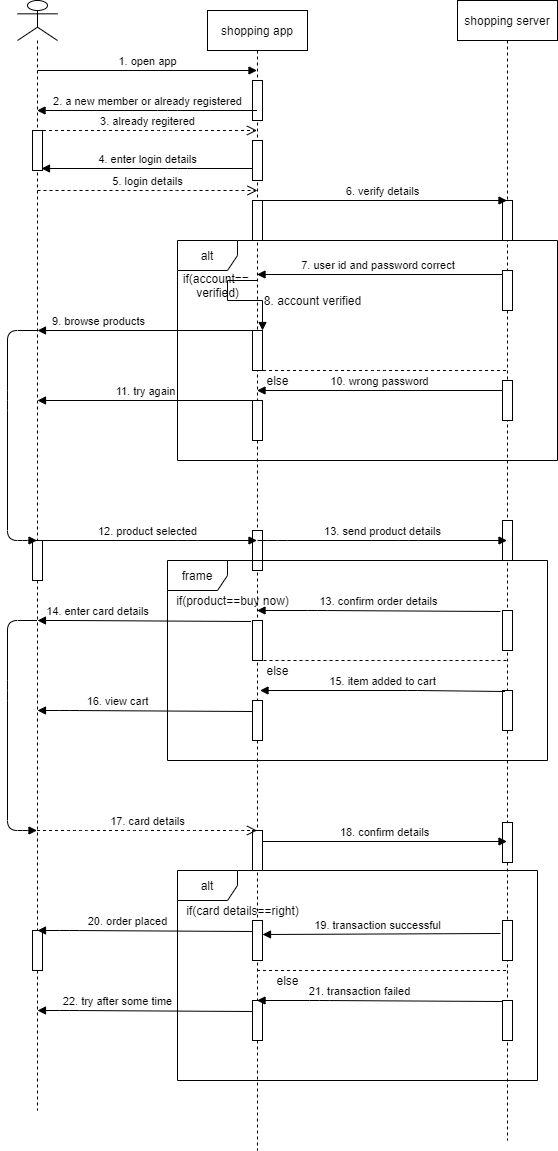 shopping app
shopping server
1. open app
2. a new member or already registered
3. already regitered
4. enter login details
5. login details
6. verify details
alt
7. user id and password correct
if(account==
verified)
8. account verified
9. browse products
else
10. wrong password
11. try again
12. product selected
13. send product details
frame
if(product==buy now)
13. confirm order details
14. enter card details
else
15. item added to cart
16. view cart
17. card details
18. confirm details
alt
if(card details==right)
20. order placed
19. transaction successful
else
21. transaction failed
22. try after some time